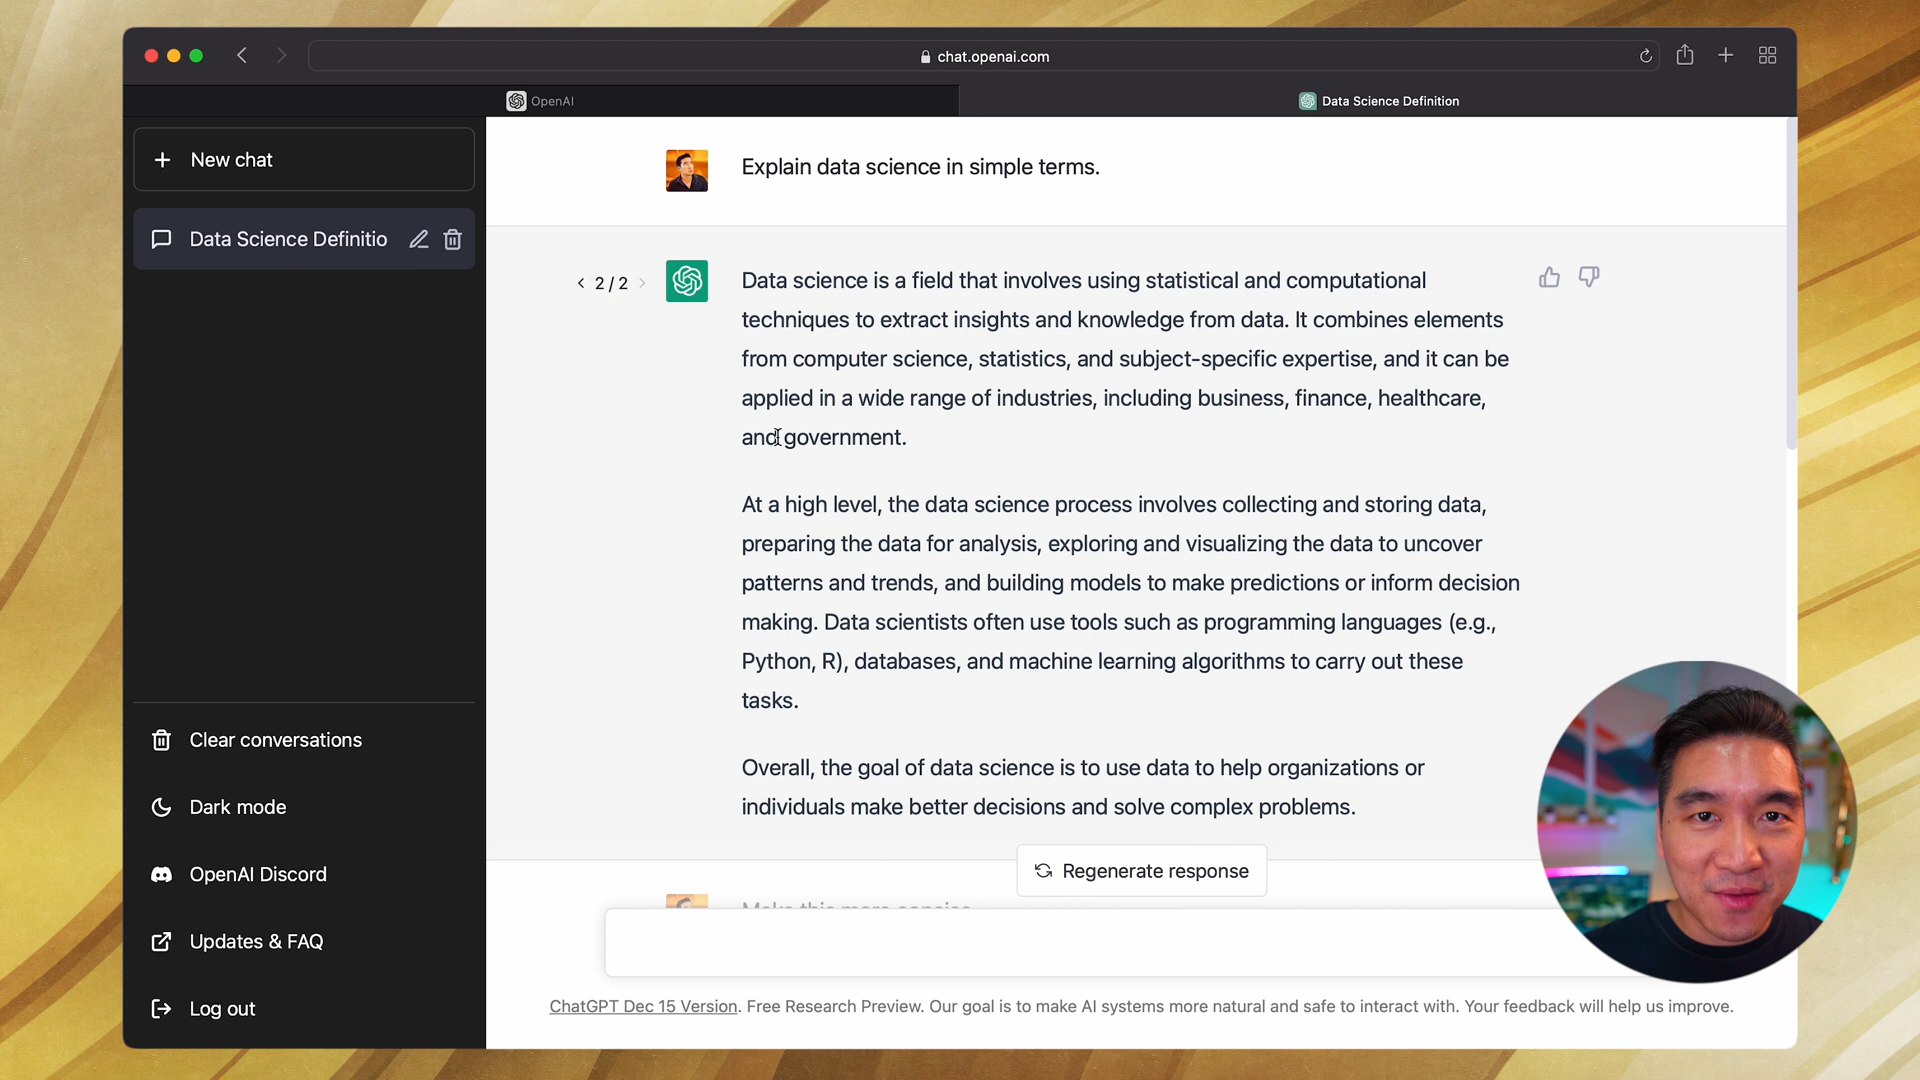 chat.openai.com
OpenAI
Data Science Definition
New chat
Data Science Definitio
Clear conversations
Dark mode
OpenAI Discord
Updates & FAQ
Log out
Explain data science in simple terms.
< 2 / 2 >
Data science is a field that involves using statistical and computational
techniques to extract insights and knowledge from data. It combines elements
from computer science, statistics, and subject-specific expertise, and it can be
applied in a wide range of industries, including business, finance, healthcare,
and government.
At a high level, the data science process involves collecting and storing data,
preparing the data for analysis, exploring and visualizing the data to uncover
patterns and trends, and building models to make predictions or inform decision
making. Data scientists often use tools such as programming languages (e.g.,
Python, R), databases, and machine learning algorithms to carry out these
tasks.
Overall, the goal of data science is to use data to help organizations or
individuals make better decisions and solve complex problems.
Regenerate response
Make this more concise
ChatGPT Dec 15 Version. Free Research Preview. Our goal is to make AI systems more natural and safe to interact with. Your feedback will help us improve.